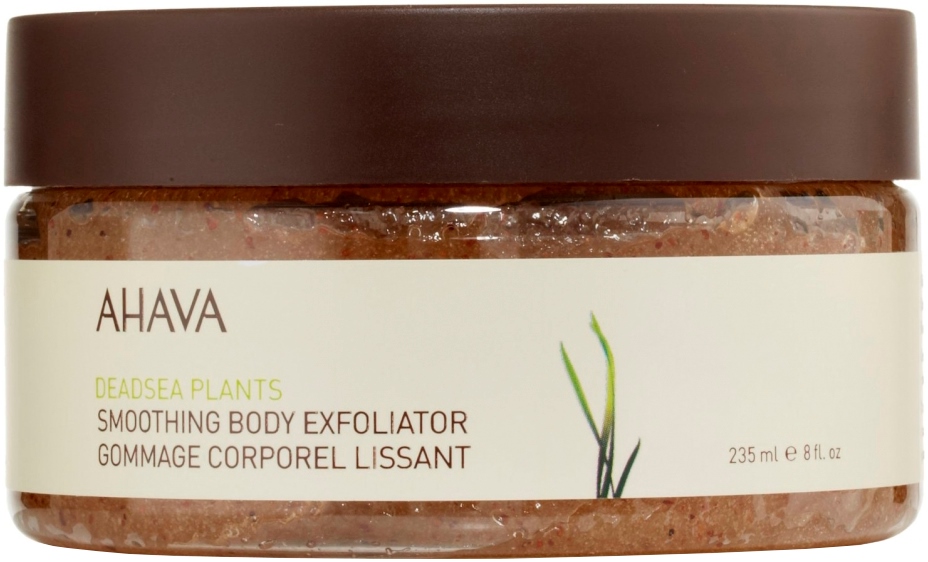 AHAVA
DEADSEA PLANTS
SMOOTHING BODY EXFOLIATOR
GOMMAGE CORPOREL LISSANT
235 ml ℮ 8 fl. oz